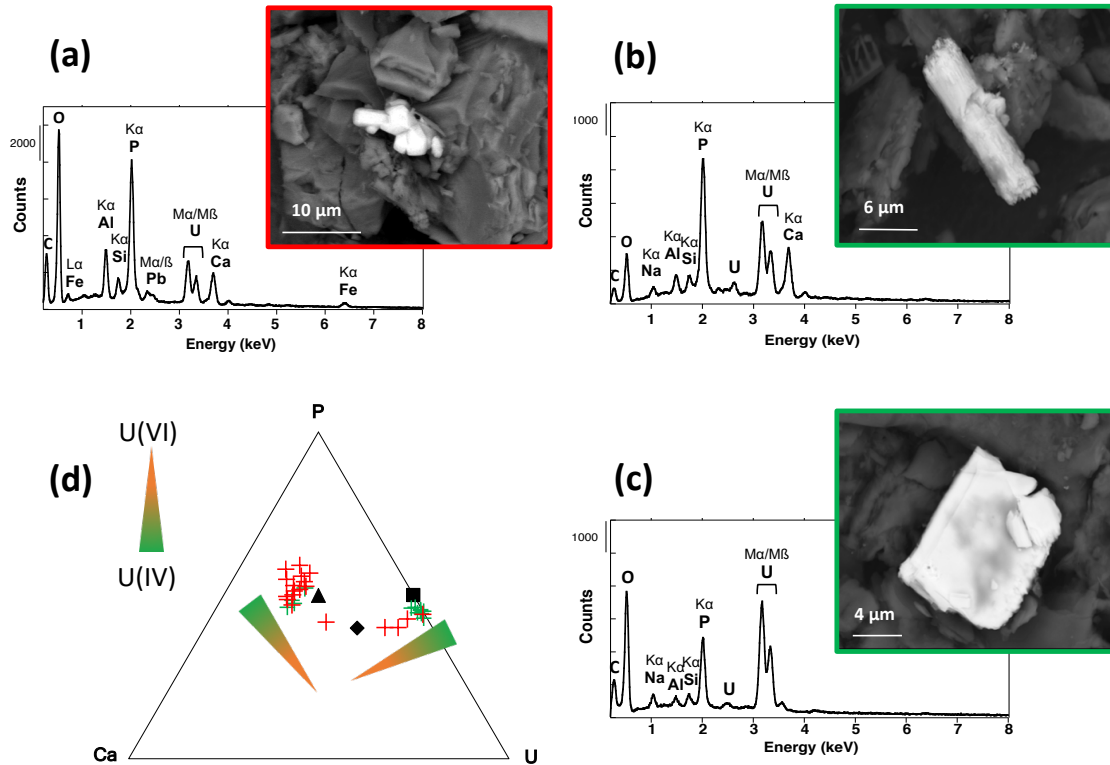 (a)
2000
Counts
C
O
Lα
Fe
Kα
Al
Kα
Si
Kα
P
Mα/ß
Pb
Mα/Mß
U
Kα
Ca
Kα
Fe
1 2 3 4 5 6 7 8
Energy (keV)
10 µm
(b)
1000
Counts
C
O
Kα
Na
Kα
Al
Kα
Si
Kα
P
U
Mα/Mß
U
Kα
Ca
1 2 3 4 5 6 7 8
Energy (keV)
6 µm
(d)
U(VI)
U(IV)
P
Ca
U
(c)
1000
Counts
C
O
Kα
Na
Kα
Al
Kα
Si
Kα
P
U
Mα/Mß
U
1 2 3 4 5 6 7 8
Energy (keV)
4 µm